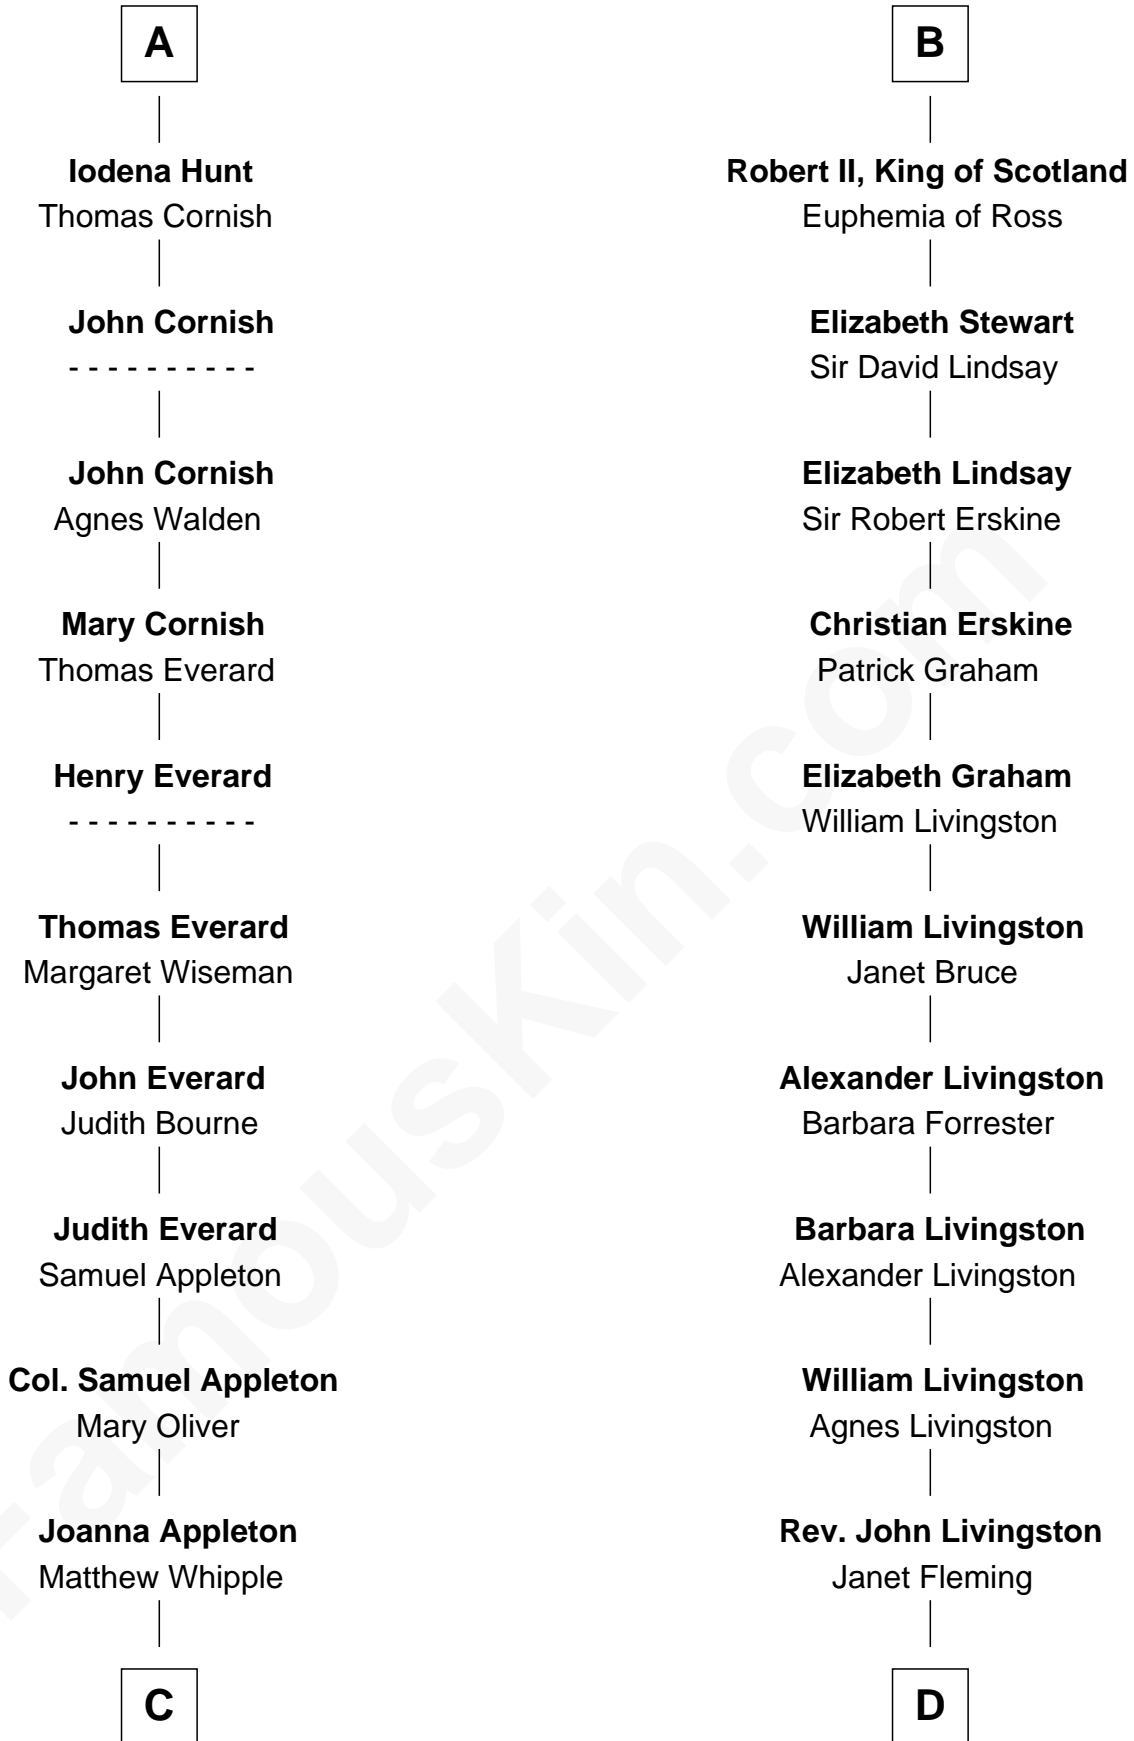 A
Iodena Hunt
Thomas Cornish
John Cornish
- - - - - - - - - -
John Cornish
Agnes Walden
Mary Cornish
Thomas Everard
Henry Everard
- - - - - - - - - -
Thomas Everard
Margaret Wiseman
John Everard
Judith Bourne
Judith Everard
Samuel Appleton
Col. Samuel Appleton
Mary Oliver
Joanna Appleton
Matthew Whipple
C
B
Robert II, King of Scotland
Euphemia of Ross
Elizabeth Stewart
Sir David Lindsay
Elizabeth Lindsay
Sir Robert Erskine
Christian Erskine
Patrick Graham
Elizabeth Graham
William Livingston
William Livingston
Janet Bruce
Alexander Livingston
Barbara Forrester
Barbara Livingston
Alexander Livingston
William Livingston
Agnes Livingston
Rev. John Livingston
Janet Fleming
D
FamousKin.com